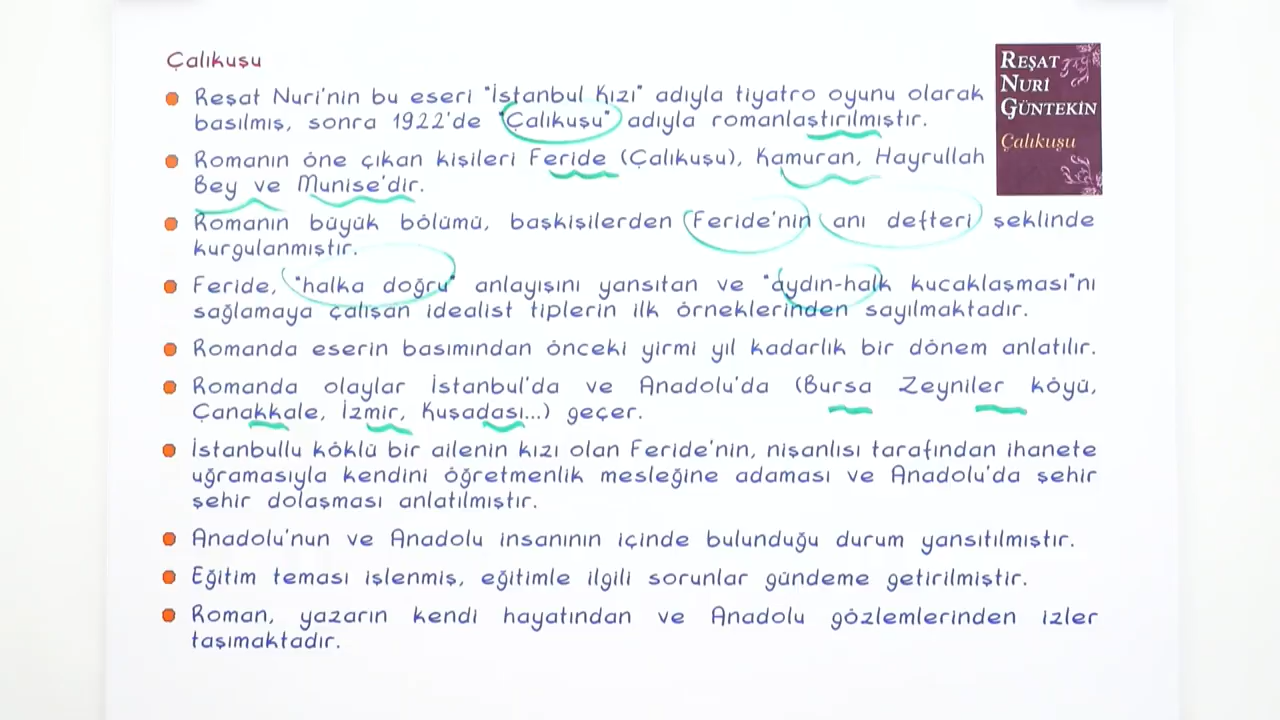 Çalıkuşu
Reşat Nuri'nin bu eseri "İstanbul Kızı" adıyla tiyatro oyunu olarak
basılmış, sonra 1922'de "Çalıkuşu" adıyla romanlaştırılmıştır.
Romanın öne çıkan kişileri Feride (Çalıkuşu), Kamuran, Hayrullah
Bey ve Munise'dir.
Romanın büyük bölümü, başkişilerden Feride'nin anı defteri şeklinde
kurgulanmıştır.
Feride, "halka doğru" anlayışını yansıtan ve "aydın-halk kucaklaşması"nı
sağlamaya çalışan idealist tiplerin ilk örneklerinden sayılmaktadır.
Romanda eserin basımından önceki yirmi yıl kadarlık bir dönem anlatılır.
Romanda olaylar İstanbul'da ve Anadolu'da (Bursa Zeyniler köyü,
Çanakkale, İzmir, Kuşadası...) geçer.
İstanbullu köklü bir ailenin kızı olan Feride'nin, nişanlısı tarafından ihanete
uğramasıyla kendini öğretmenlik mesleğine adaması ve Anadolu'da şehir
şehir dolaşması anlatılmıştır.
Anadolu'nun ve Anadolu insanının içinde bulunduğu durum yansıtılmıştır.
Eğitim teması işlenmiş, eğitimle ilgili sorunlar gündeme getirilmiştir.
Roman, yazarın kendi hayatından ve Anadolu gözlemlerinden izler
taşımaktadır.
REŞAT
NURİ
GÜNTEKİN
Çalıkuşu